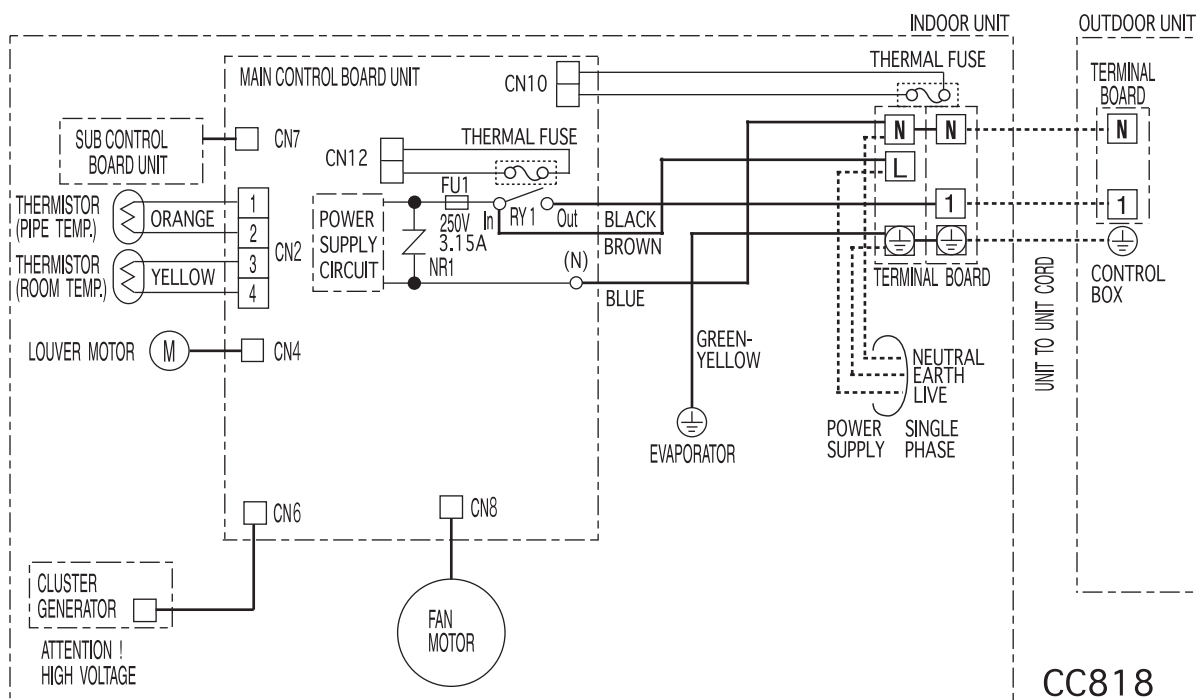 INDOOR UNIT
OUTDOOR UNIT
MAIN CONTROL BOARD UNIT
CN10
THERMAL FUSE
TERMINAL
BOARD
SUB CONTROL
BOARD UNIT
CN7
CN12
THERMAL FUSE
N
N
N
L
THERMISTOR
(PIPE TEMP.)
ORANGE
1
2
CN2
3
4
THERMISTOR
(ROOM TEMP.)
YELLOW
POWER
SUPPLY
CIRCUIT
FU1
250V
3.15A
NR1
In
RY1
Out
BLACK
BROWN
(N)
BLUE
1
1
TERMINAL BOARD
CONTROL
BOX
LOUVER MOTOR
M
CN4
GREEN-
YELLOW
EVAPORATOR
NEUTRAL
EARTH
LIVE
POWER
SUPPLY
SINGLE
PHASE
UNIT TO UNIT CORD
CN6
CN8
CLUSTER
GENERATOR
ATTENTION !
HIGH VOLTAGE
FAN
MOTOR
CC818